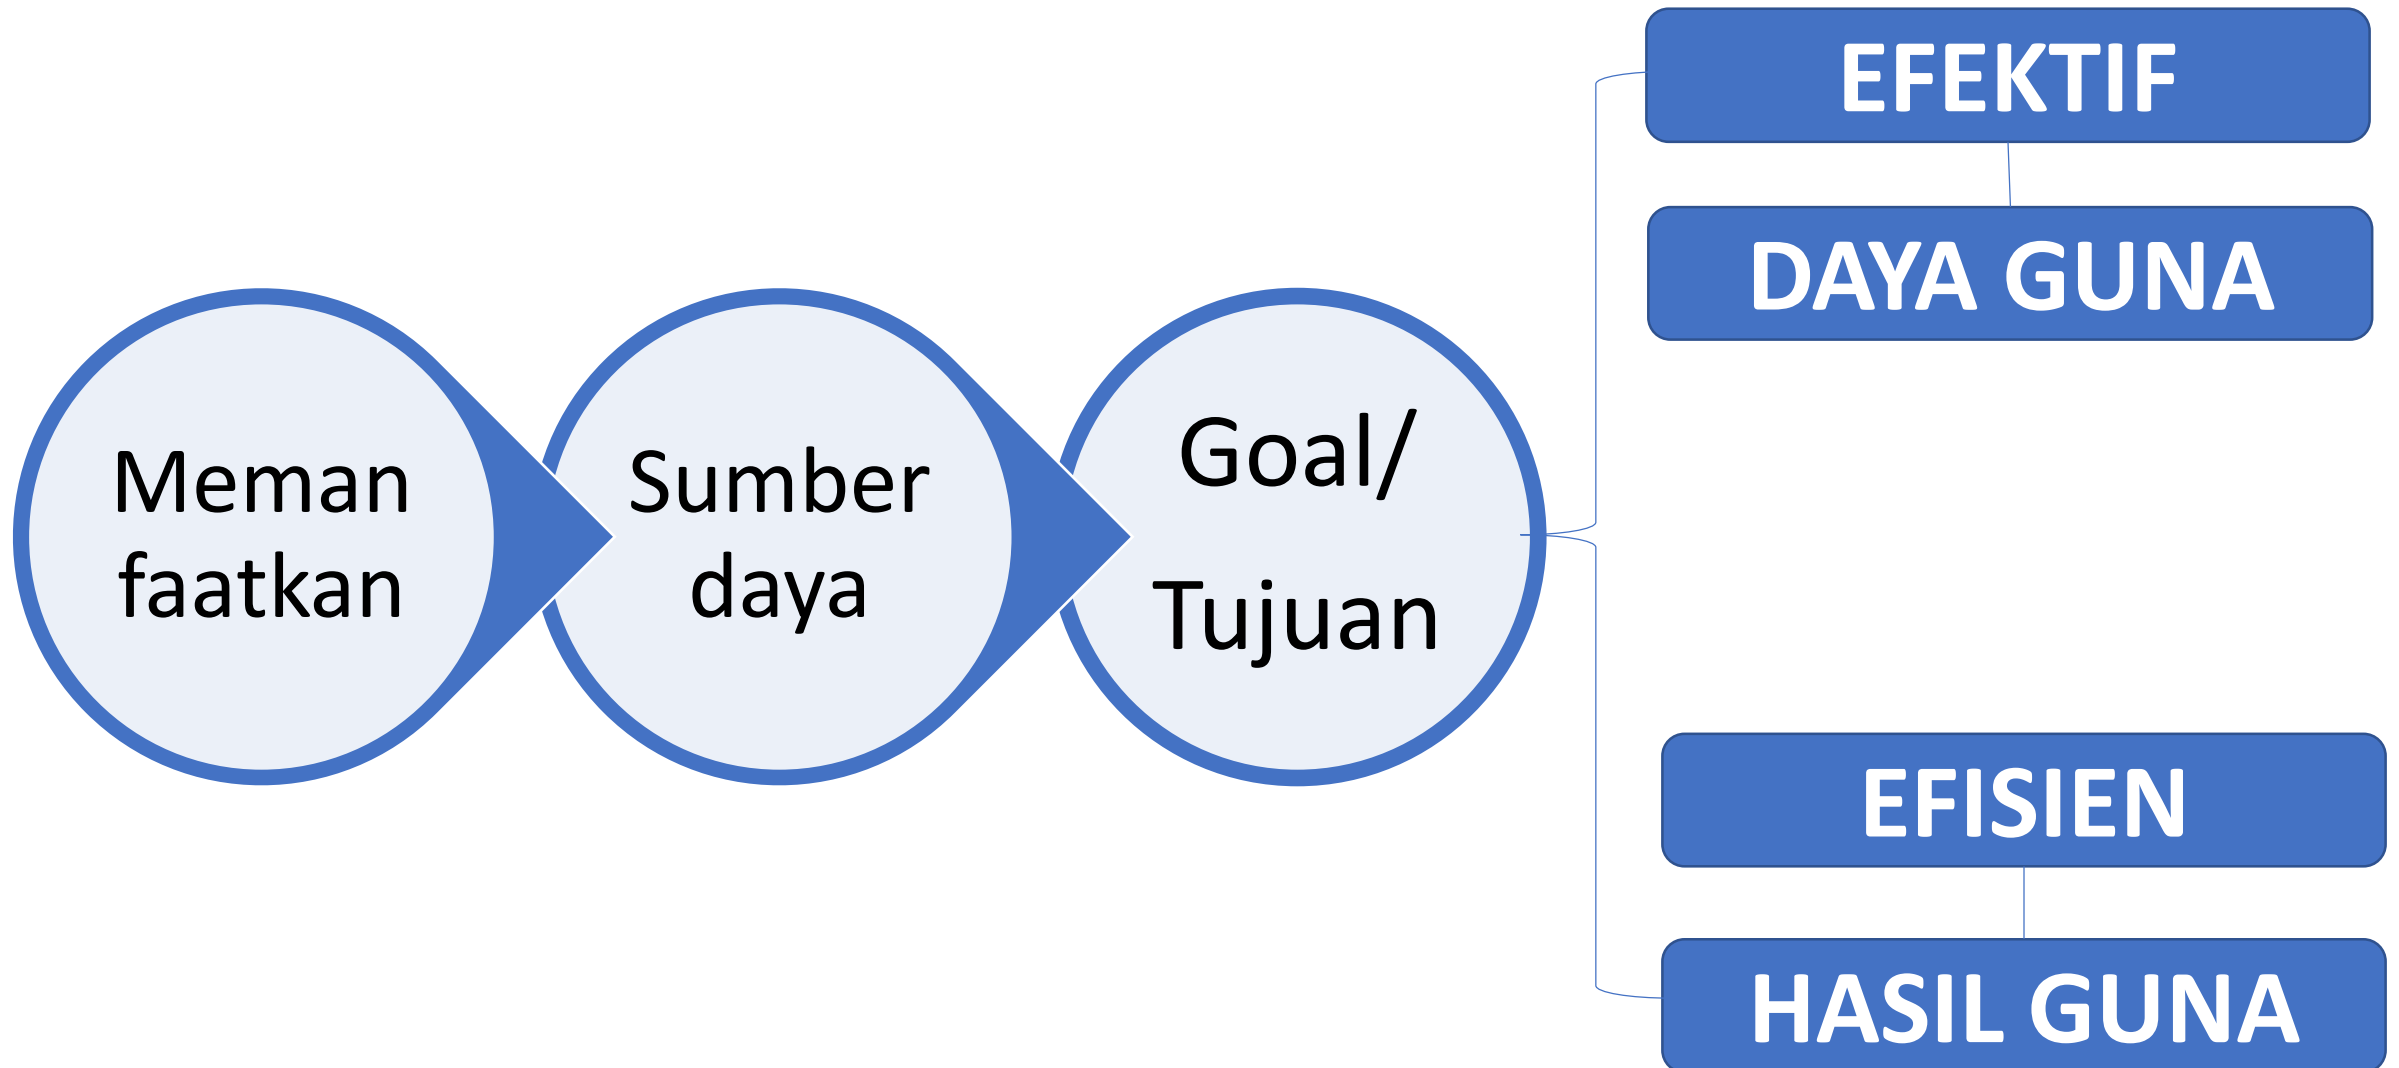 Meman
faatkan
Sumber
daya
Goal/
Tujuan
EFEKTIF
DAYA GUNA
EFISIEN
HASIL GUNA